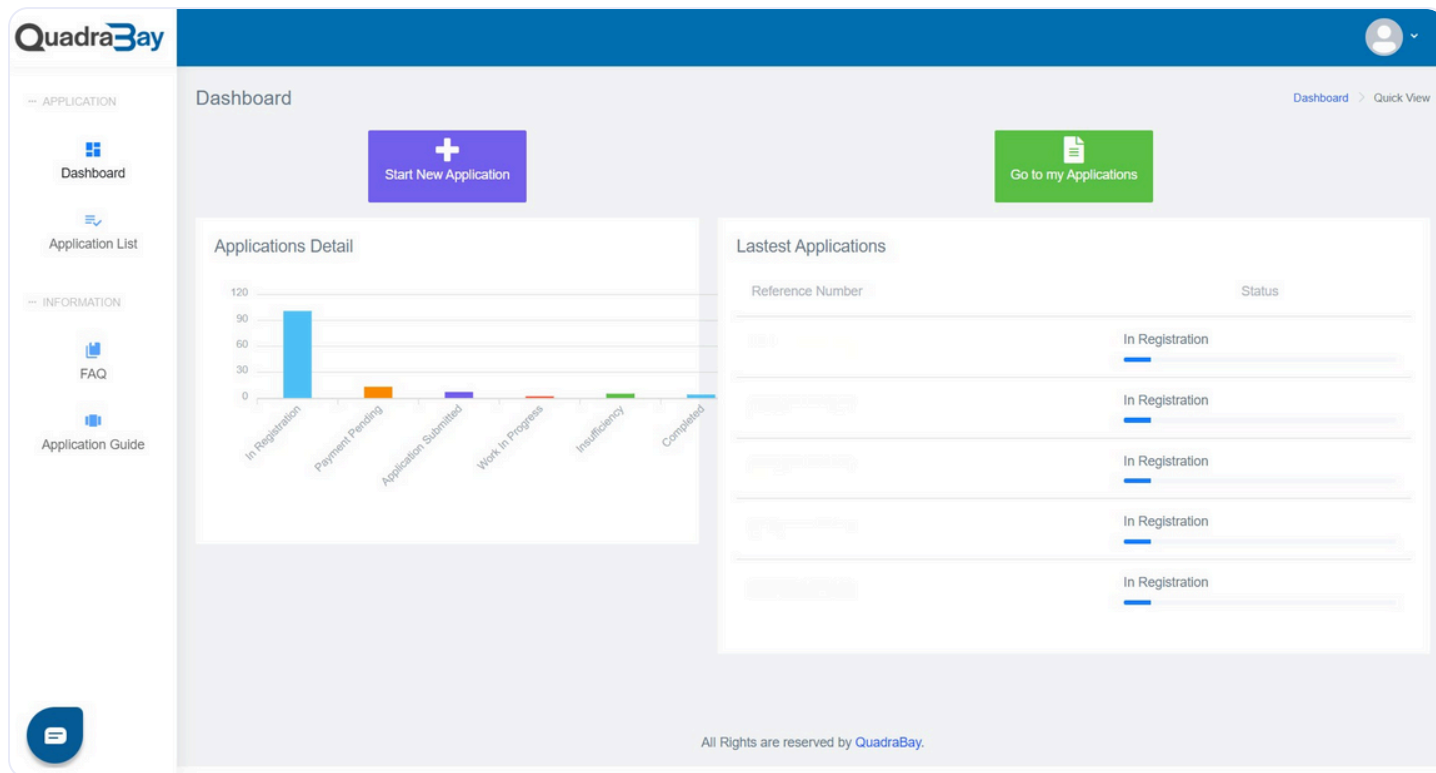 QuadraBay
APPLICATION
Dashboard
Application List
INFORMATION
FAQ
Application Guide
Dashboard
Dashboard > Quick View
Start New Application
Go to my Applications
Applications Detail
120
90
60
30
0
In Registration
Payment Pending
Application Submitted
Work In Progress
Insufficiency
Completed
Lastest Applications
Reference Number Status
In Registration
In Registration
In Registration
In Registration
In Registration
All Rights are reserved by QuadraBay.